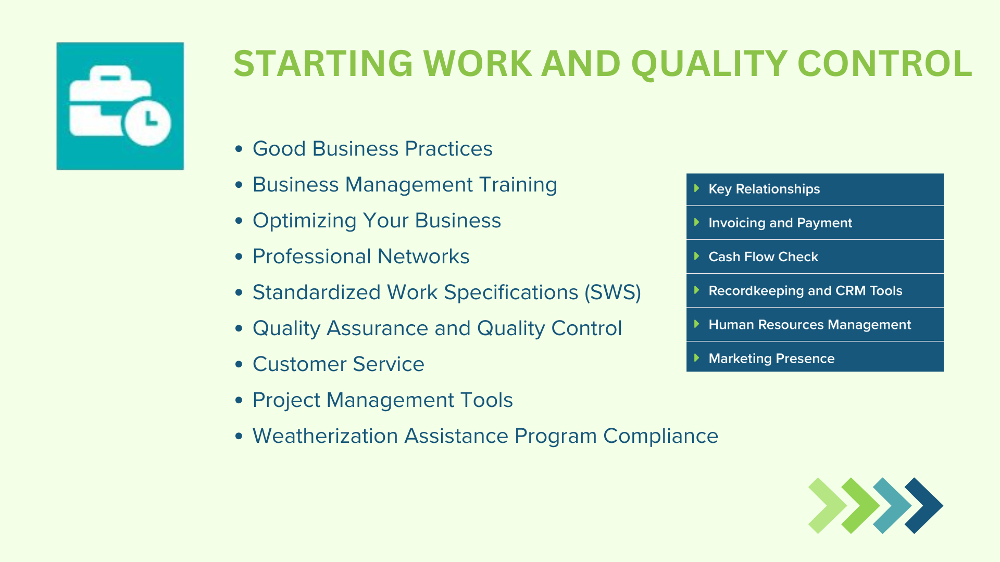 STARTING WORK AND QUALITY CONTROL
Good Business Practices
Business Management Training
Optimizing Your Business
Professional Networks
Standardized Work Specifications (SWS)
Quality Assurance and Quality Control
Customer Service
Project Management Tools
Weatherization Assistance Program Compliance
Key Relationships
Invoicing and Payment
Cash Flow Check
Recordkeeping and CRM Tools
Human Resources Management
Marketing Presence